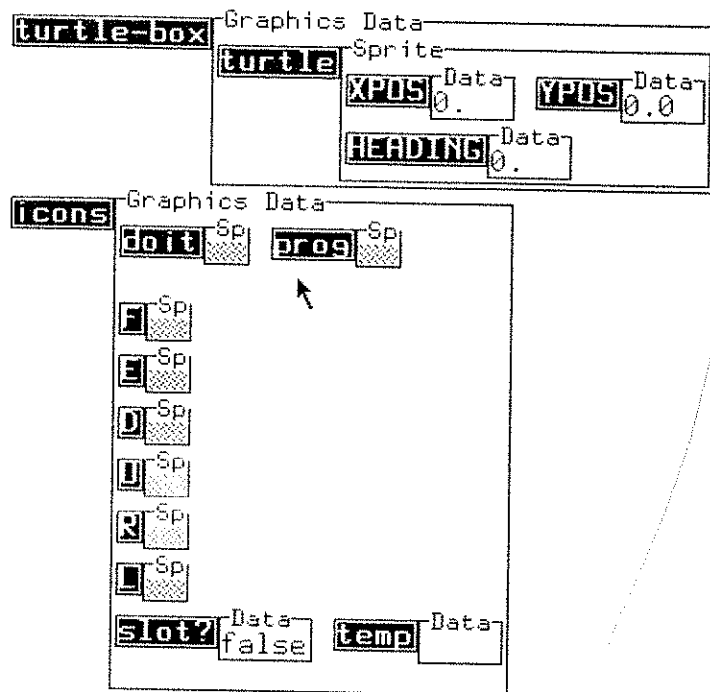 turtle-box Graphics Data
turtle Sprite
XPOS Data YPOS Data
0. 0.0
HEADING Data
0.
icons Graphics Data
doit Sp prog Sp
F Sp
E Sp
D Sp
U Sp
R Sp
L Sp
slot? Data temp Data
false